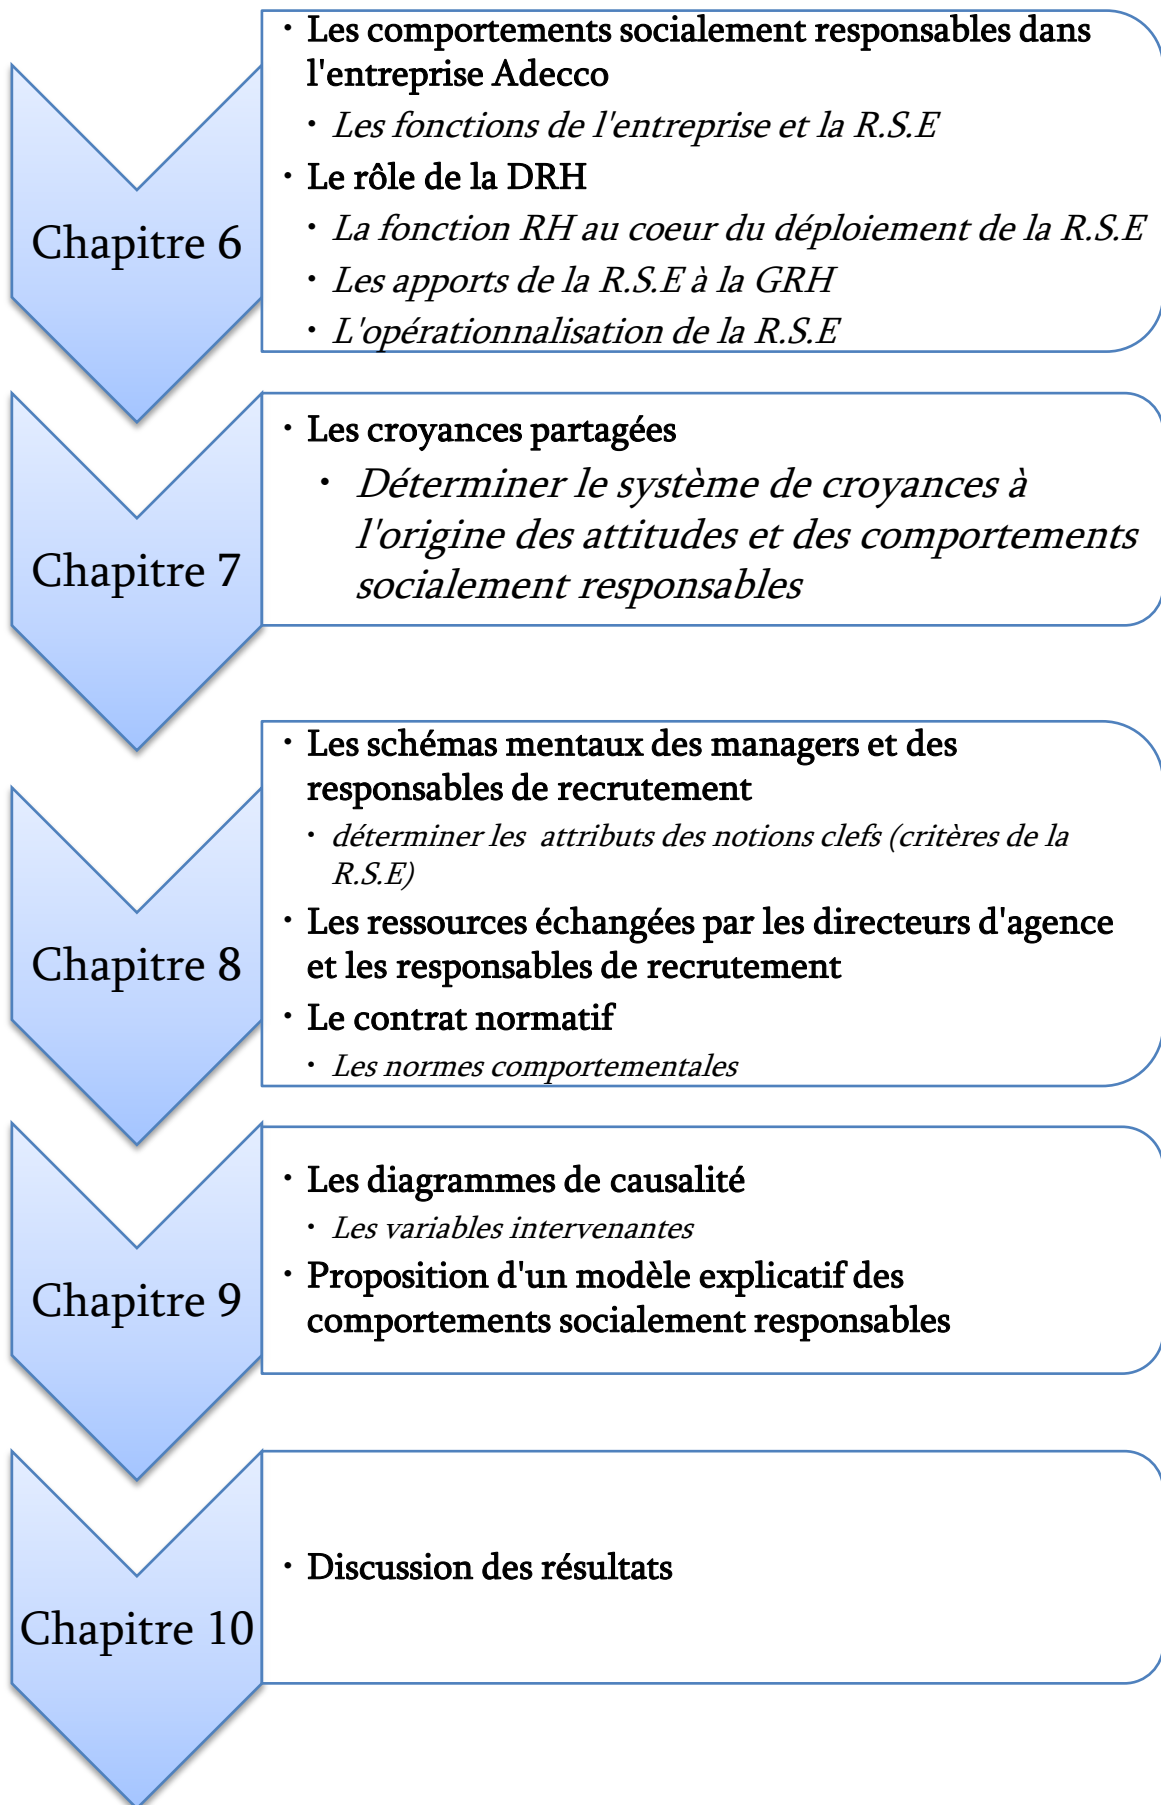 Chapitre 6
· Les comportements socialement responsables dans
l'entreprise Adecco
· Les fonctions de l'entreprise et la R.S.E
· Le rôle de la DRH
· La fonction RH au coeur du déploiement de la R.S.E
· Les apports de la R.S.E à la GRH
· L'opérationnalisation de la R.S.E
Chapitre 7
· Les croyances partagées
· Déterminer le système de croyances à
l'origine des attitudes et des comportements
socialement responsables
Chapitre 8
· Les schémas mentaux des managers et des
responsables de recrutement
· déterminer les attributs des notions clefs (critères de la
R.S.E)
· Les ressources échangées par les directeurs d'agence
et les responsables de recrutement
· Le contrat normatif
· Les normes comportementales
Chapitre 9
· Les diagrammes de causalité
· Les variables intervenantes
· Proposition d'un modèle explicatif des
comportements socialement responsables
Chapitre 10
· Discussion des résultats